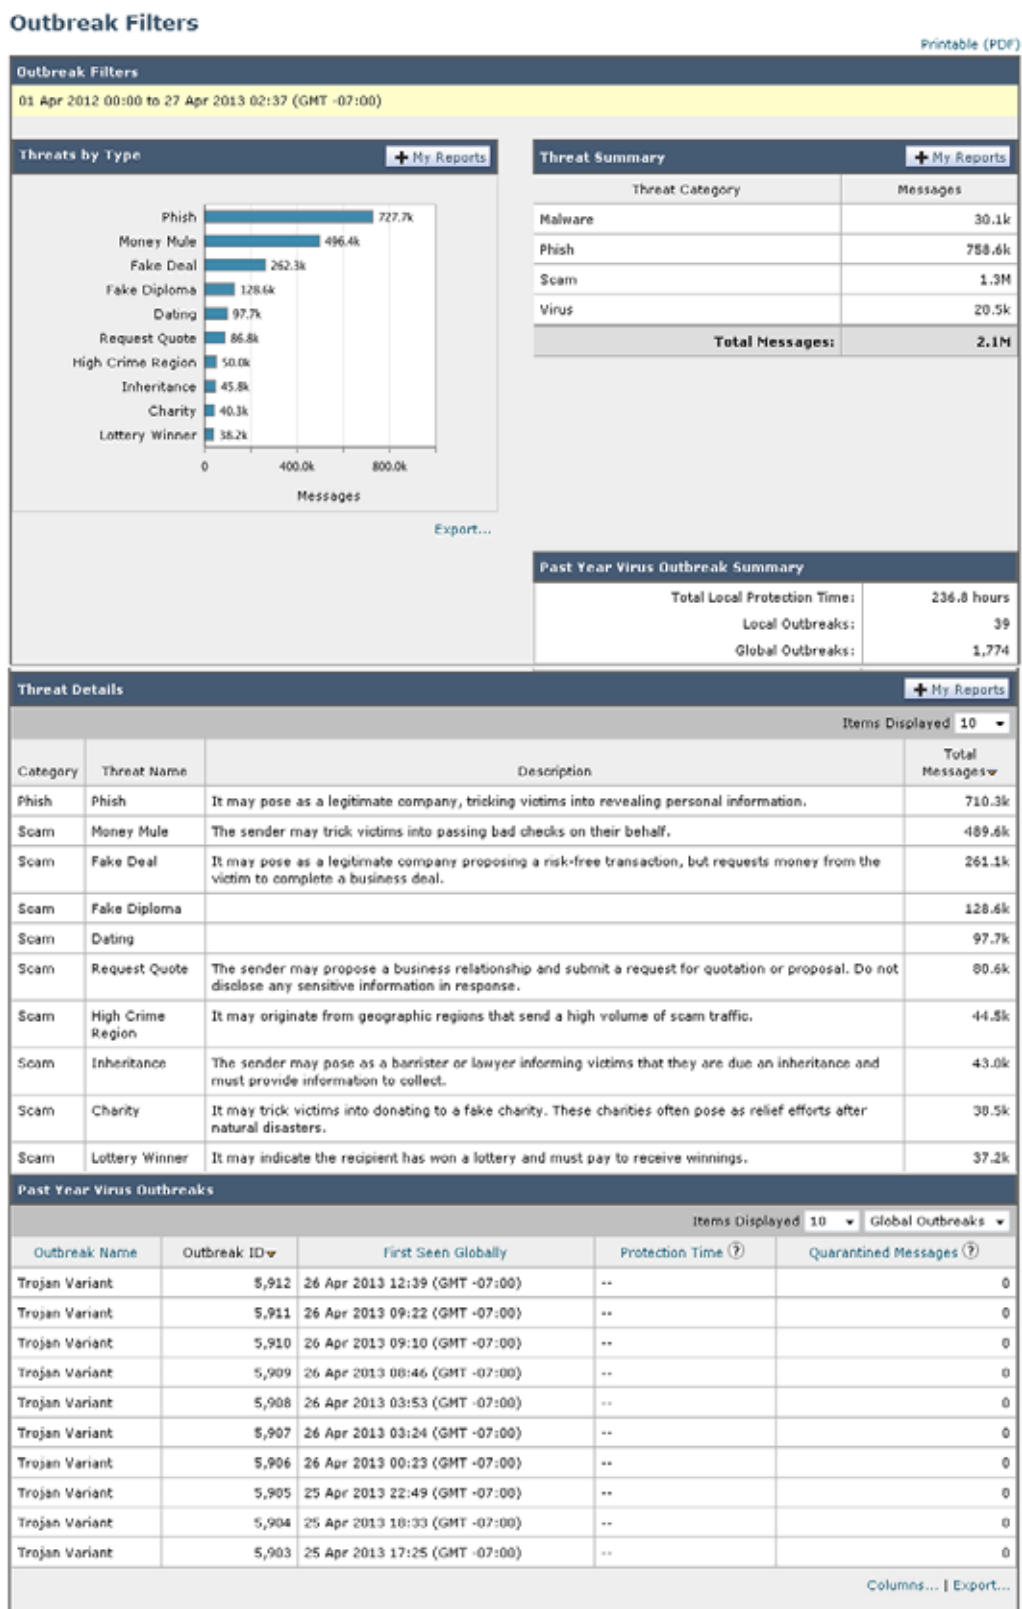 Outbreak Filters
Printable (PDF)
Outbreak Filters
01 Apr 2012 00:00 to 27 Apr 2013 02:37 (GMT -07:00)
Threats by Type
+ My Reports
Phish 727.7k
Money Mule 496.4k
Fake Deal 262.3k
Fake Diploma 128.6k
Dating 97.7k
Request Quote 86.8k
High Crime Region 50.0k
Inheritance 45.8k
Charity 40.3k
Lottery Winner 38.2k
0 400.0k 800.0k
Messages
Export...
Threat Summary
+ My Reports
Threat Category Messages
Malware 30.1k
Phish 758.6k
Scam 1.3M
Virus 20.5k
Total Messages: 2.1M
Past Year Virus Outbreak Summary
Total Local Protection Time: 236.8 hours
Local Outbreaks: 39
Global Outbreaks: 1,774
Threat Details
+ My Reports
Items Displayed 10
Total
Category Threat Name Description Messages
Phish Phish It may pose as a legitimate company, tricking victims into revealing personal information. 710.3k
Scam Money Mule The sender may trick victims into passing bad checks on their behalf. 489.6k
Scam Fake Deal It may pose as a legitimate company proposing a risk-free transaction, but requests money from the 261.1k
victim to complete a business deal.
Scam Fake Diploma 128.6k
Scam Dating 97.7k
Scam Request Quote The sender may propose a business relationship and submit a request for quotation or proposal. Do not 80.6k
disclose any sensitive information in response.
Scam High Crime It may originate from geographic regions that send a high volume of scam traffic. 44.5k
Region
Scam Inheritance The sender may pose as a barrister or lawyer informing victims that they are due an inheritance and 43.0k
must provide information to collect.
Scam Charity It may trick victims into donating to a fake charity. These charities often pose as relief efforts after 38.5k
natural disasters.
Scam Lottery Winner It may indicate the recipient has won a lottery and must pay to receive winnings. 37.2k
Past Year Virus Outbreaks
Items Displayed 10 Global Outbreaks
Outbreak Name Outbreak ID First Seen Globally Protection Time ? Quarantined Messages ?
Trojan Variant 5,912 26 Apr 2013 12:39 (GMT -07:00) -- 0
Trojan Variant 5,911 26 Apr 2013 09:22 (GMT -07:00) -- 0
Trojan Variant 5,910 26 Apr 2013 09:10 (GMT -07:00) -- 0
Trojan Variant 5,909 26 Apr 2013 08:46 (GMT -07:00) -- 0
Trojan Variant 5,908 26 Apr 2013 03:53 (GMT -07:00) -- 0
Trojan Variant 5,907 26 Apr 2013 03:24 (GMT -07:00) -- 0
Trojan Variant 5,906 26 Apr 2013 00:23 (GMT -07:00) -- 0
Trojan Variant 5,905 25 Apr 2013 22:49 (GMT -07:00) -- 0
Trojan Variant 5,904 25 Apr 2013 18:33 (GMT -07:00) -- 0
Trojan Variant 5,903 25 Apr 2013 17:25 (GMT -07:00) -- 0
Columns... | Export...